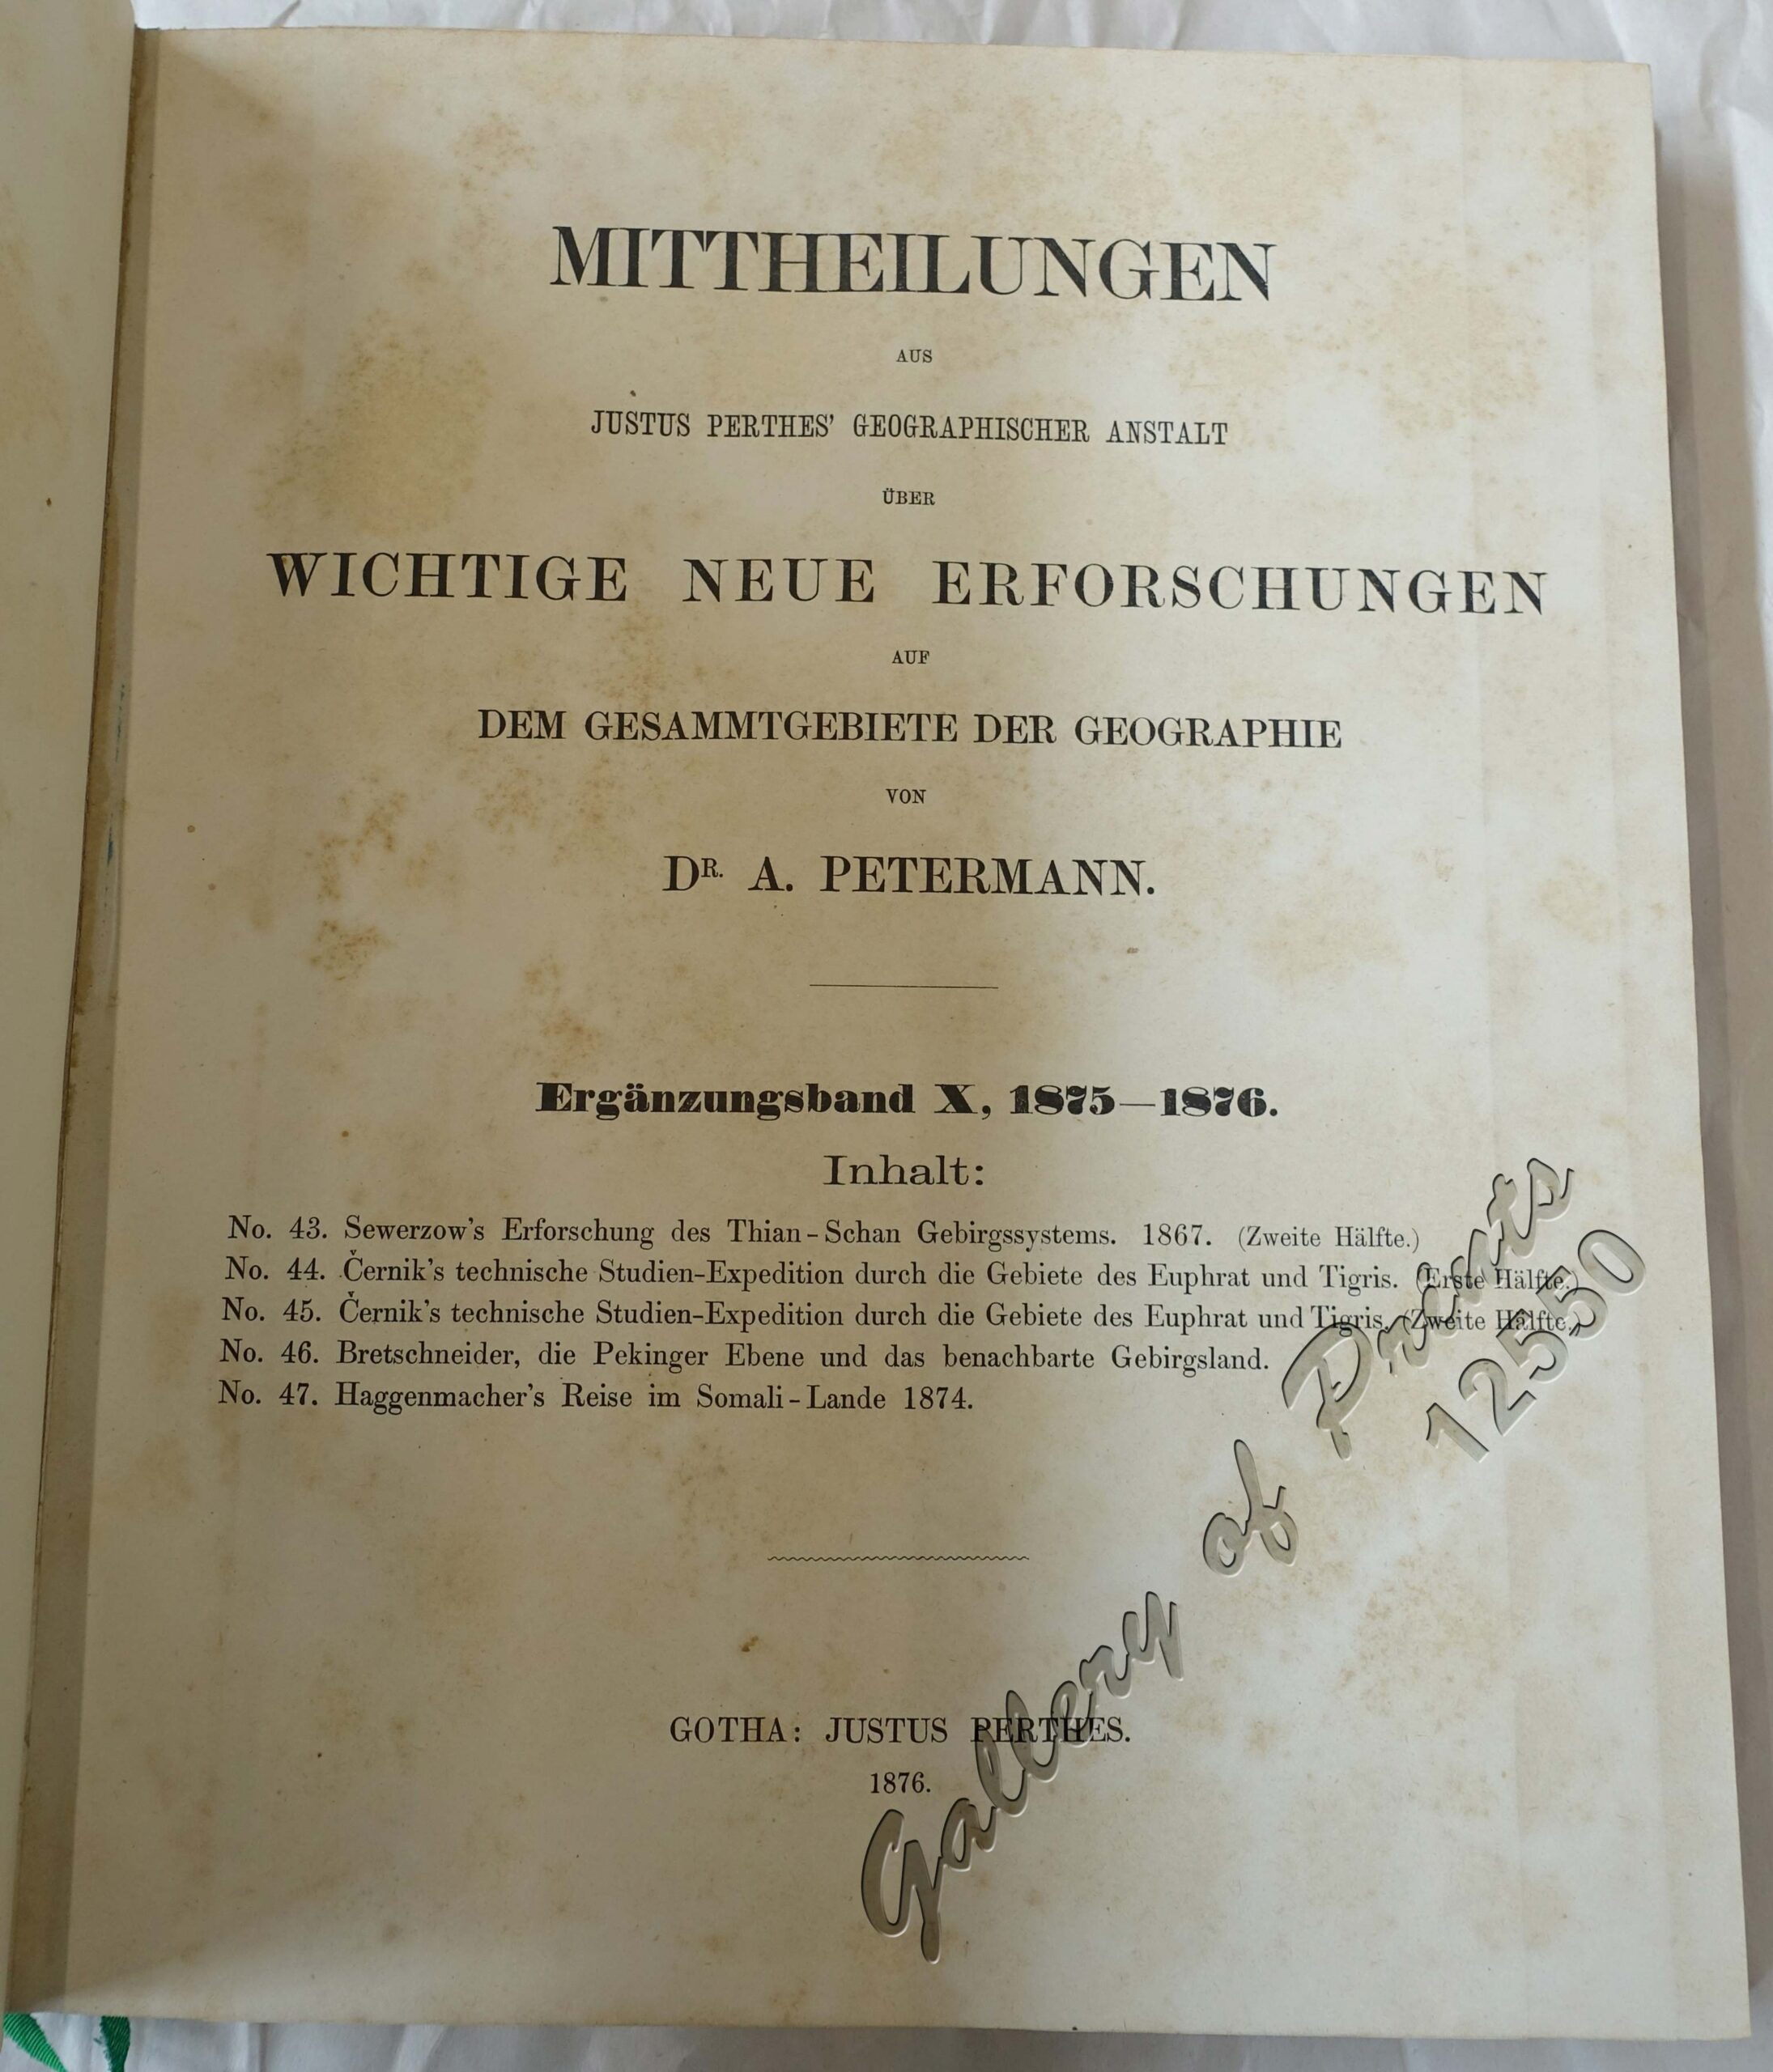 MITTHEILUNGEN
AUS
JUSTUS PERTHES' GEOGRAPHISCHER ANSTALT
ÜBER
WICHTIGE NEUE ERFORSCHUNGEN
AUF
DEM GESAMMTGEBIETE DER GEOGRAPHIE
VON
DR. A. PETERMANN.
Ergänzungsband X, 1875—1876.
Inhalt:
No. 43. Sewerzow's Erforschung des Thian-Schan Gebirgssystems. 1867. (Zweite Hälfte.)
No. 44. Černik's technische Studien-Expedition durch die Gebiete des Euphrat und Tigris. (Erste Hälfte.)
No. 45. Černik's technische Studien-Expedition durch die Gebiete des Euphrat und Tigris. (Zweite Hälfte.)
No. 46. Bretschneider, die Pekinger Ebene und das benachbarte Gebirgsland.
No. 47. Haggenmacher's Reise im Somali-Lande 1874.
GOTHA: JUSTUS PERTHES.
1876.
Gallery of Prints
12550